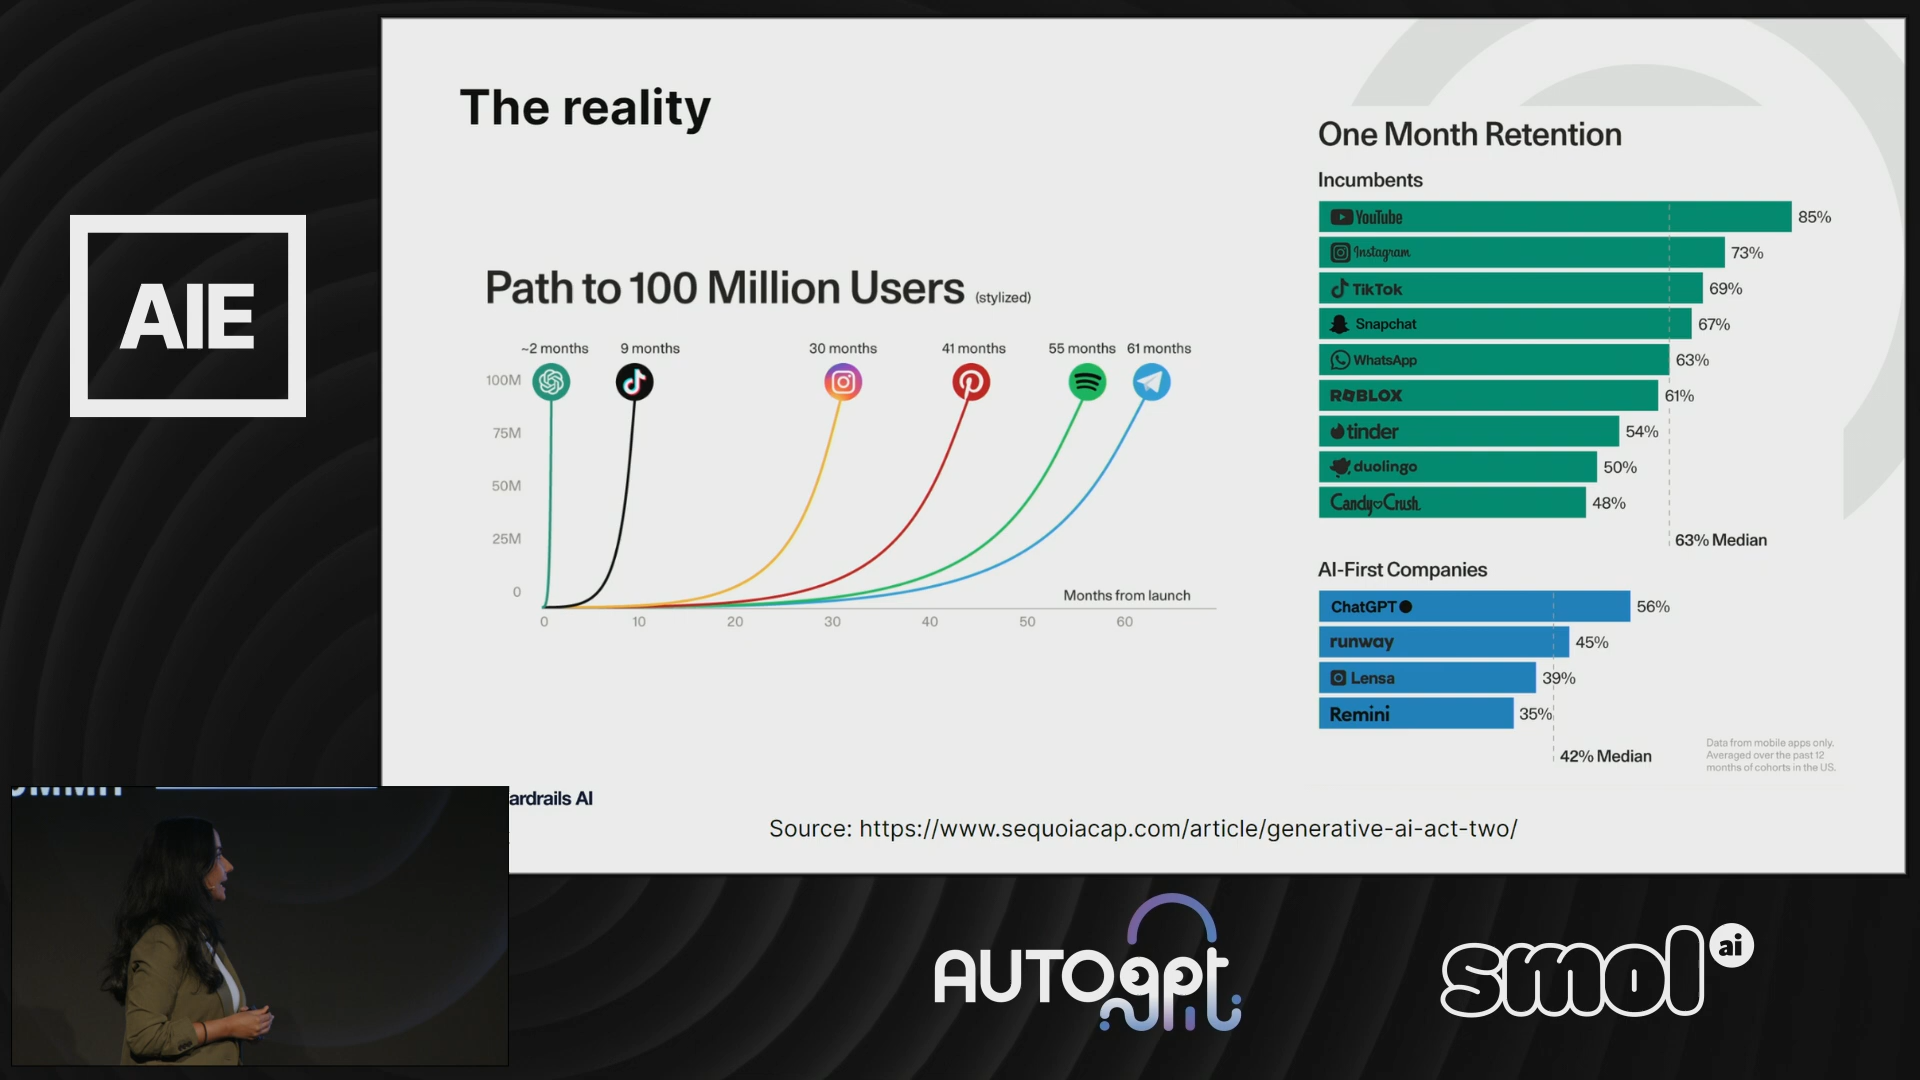 AIE
The reality
Path to 100 Million Users (stylized)
~2 months
9 months
30 months
41 months
55 months
61 months
100M
75M
50M
25M
0
Months from launch
0
10
20
30
40
50
60
One Month Retention
Incumbents
YouTube 85%
Instagram 73%
TikTok 69%
Snapchat 67%
WhatsApp 63%
ROBLOX 61%
tinder 54%
duolingo 50%
Candy Crush 48%
63% Median
AI-First Companies
ChatGPT 56%
runway 45%
Lensa 39%
Remini 35%
42% Median
Data from mobile apps only.
Averaged over the past 12
months of cohorts in the US.
ardrails AI
Source: https://www.sequoiacap.com/article/generative-ai-act-two/
AUTOgpt
smol ai